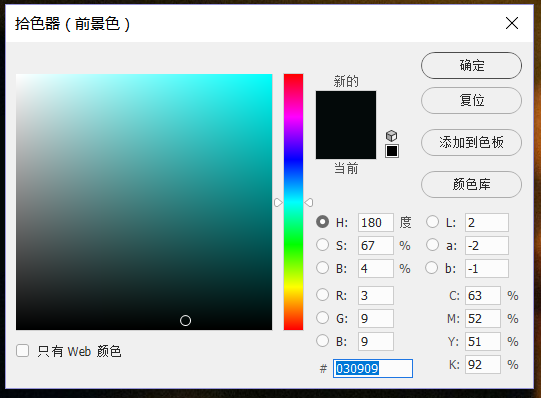 拾色器（前景色）
新的
当前
确定
复位
添加到色板
颜色库
H: 180 度
S: 67 %
B: 4 %
R: 3
G: 9
B: 9
# 030909
L: 2
a: -2
b: -1
C: 63 %
M: 52 %
Y: 51 %
K: 92 %
只有 Web 颜色